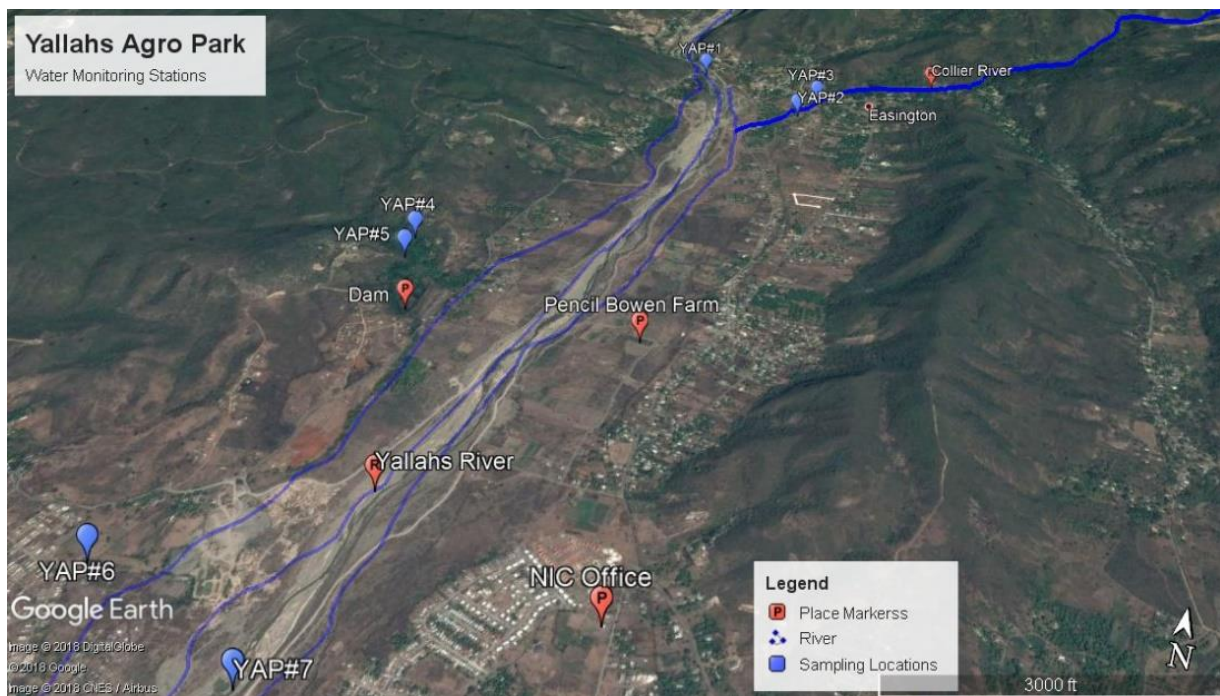 Yallahs Agro Park
Water Monitoring Stations
YAP#1
YAP#3
Collier River
YAP#2
Easington
YAP#4
YAP#5
Dam
Pencil Bowen Farm
Yallahs River
YAP#6
NIC Office
YAP#7
Google Earth
Image © 2018 DigitalGlobe
© 2018 Google
Image © 2018 CNES / Airbus
Legend
P Place Markerss
River
Sampling Locations
N
3000 ft
P
P
R
P